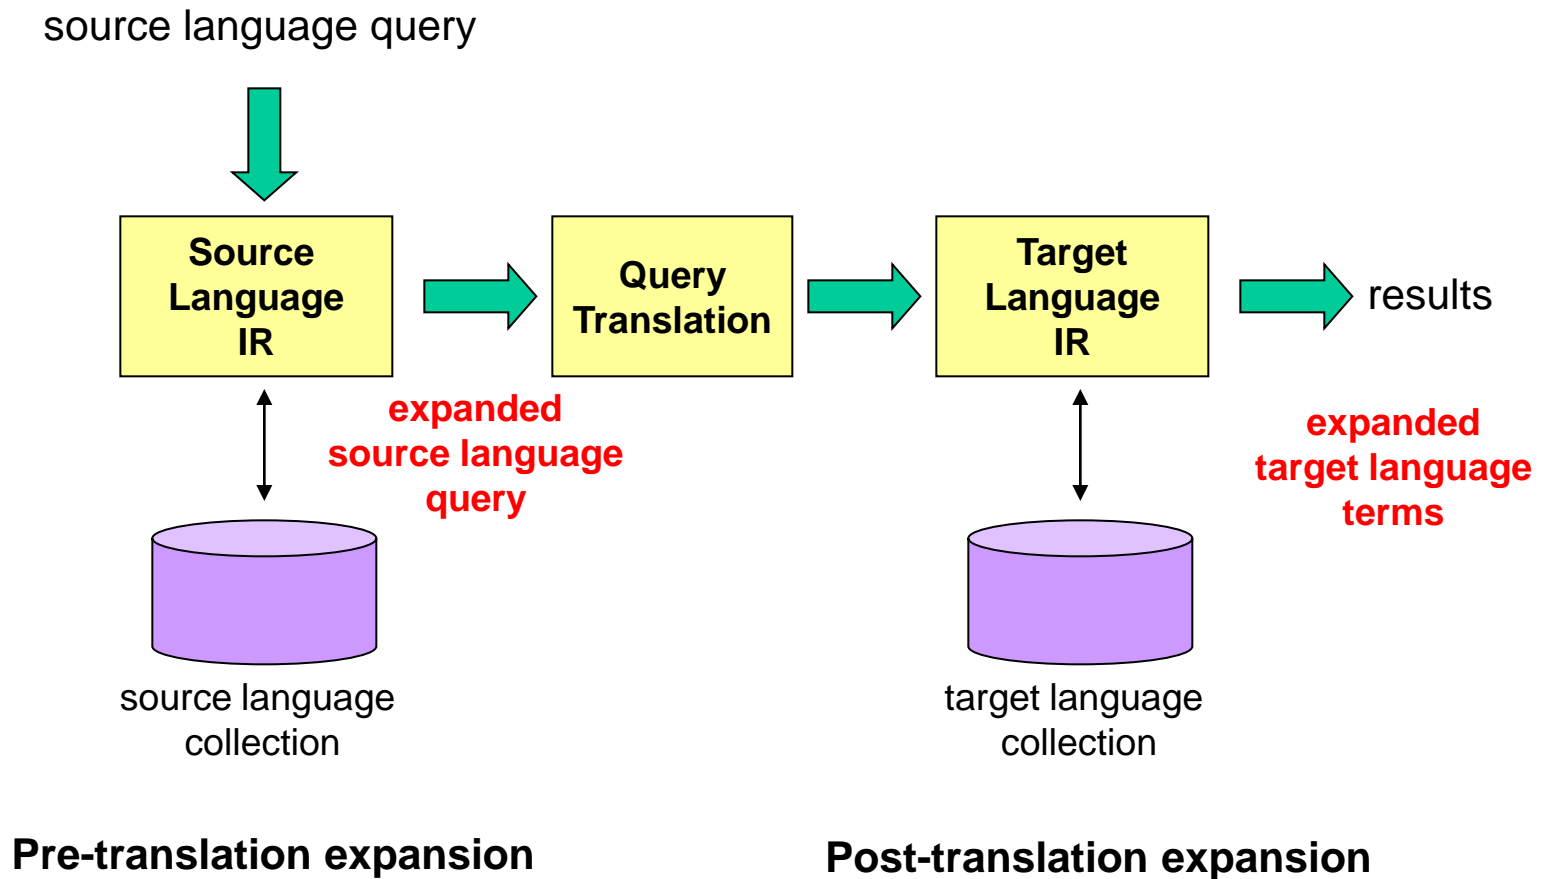 source language query
Source
Language
IR
Query
Translation
Target
Language
IR
results
expanded
source language
query
expanded
target language
terms
source language
collection
target language
collection
Pre-translation expansion
Post-translation expansion